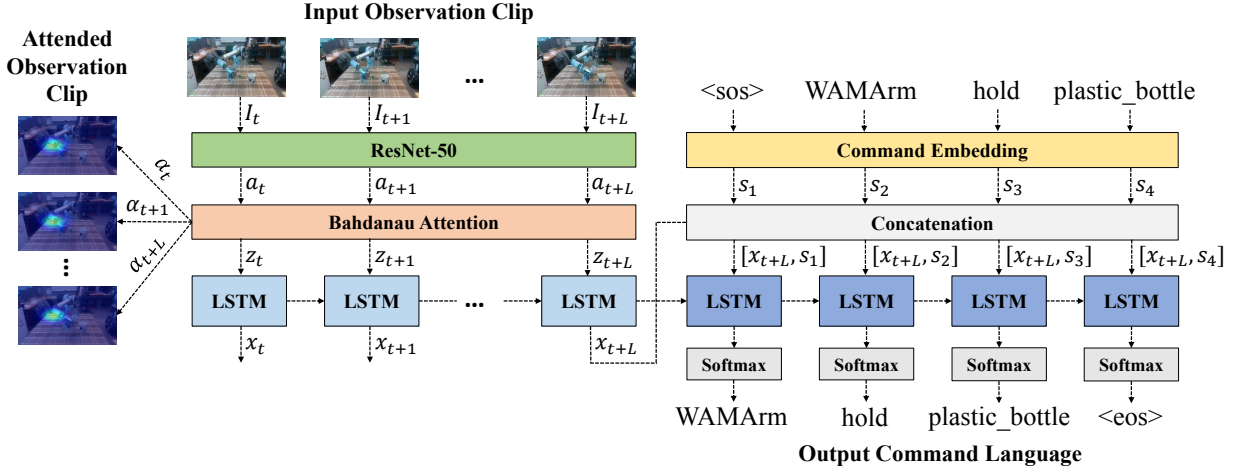 Input Observation Clip
Attended
Observation
Clip
...
<sos> WAMArm hold plastic_bottle
I_t I_{t+1} I_{t+L}
ResNet-50
Command Embedding
α_t
α_{t+1}
α_{t+L}
...
a_t a_{t+1} a_{t+L}
s_1 s_2 s_3 s_4
Bahdanau Attention
Concatenation
z_t z_{t+1} z_{t+L}
[x_{t+L}, s_1] [x_{t+L}, s_2] [x_{t+L}, s_3] [x_{t+L}, s_4]
LSTM LSTM ... LSTM LSTM LSTM LSTM LSTM
x_t x_{t+1} x_{t+L}
Softmax Softmax Softmax Softmax
WAMArm hold plastic_bottle <eos>
Output Command Language